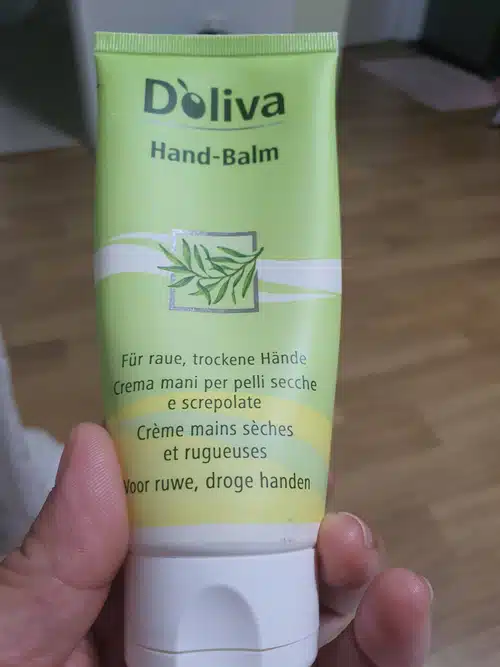 D'oliva
Hand-Balm
Für raue, trockene Hände
Crema mani per pelli secche
e screpolate
Crème mains sèches
et rugueuses
Voor ruwe, droge handen